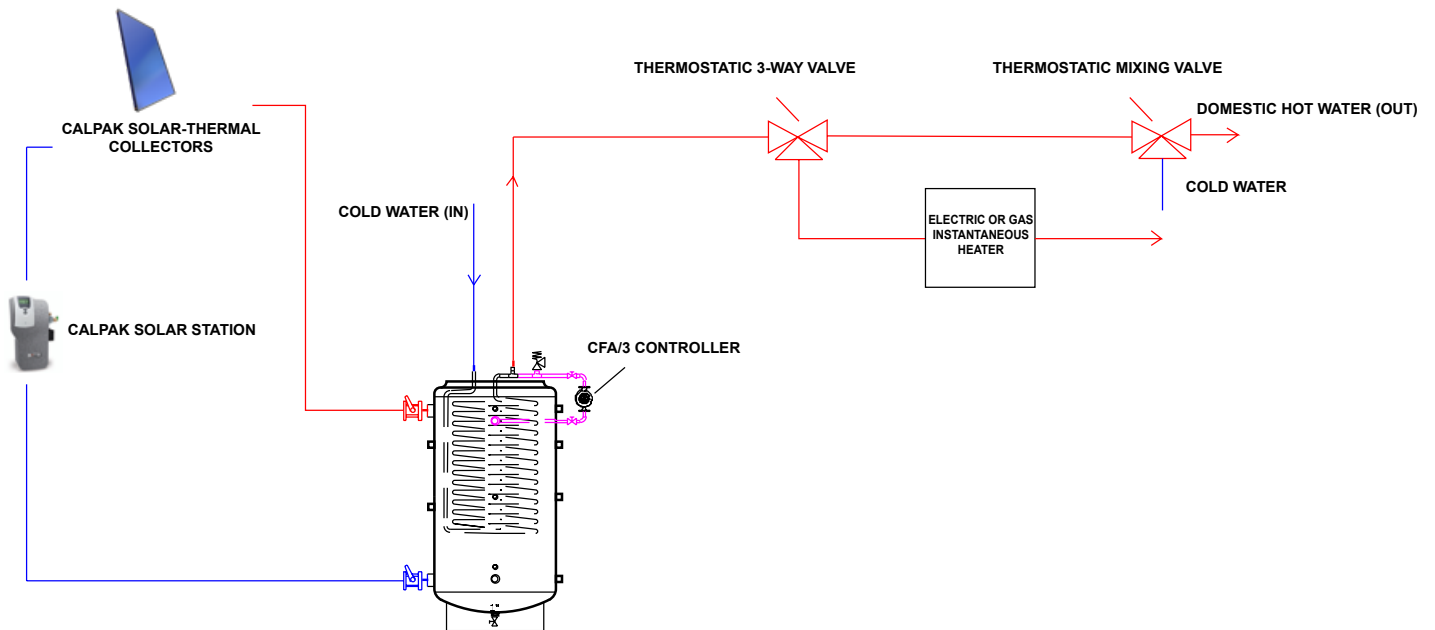 THERMOSTATIC 3-WAY VALVE
THERMOSTATIC MIXING VALVE
DOMESTIC HOT WATER (OUT)
CALPAK SOLAR-THERMAL
COLLECTORS
COLD WATER
COLD WATER (IN)
ELECTRIC OR GAS
INSTANTANEOUS
HEATER
CALPAK SOLAR STATION
CFA/3 CONTROLLER